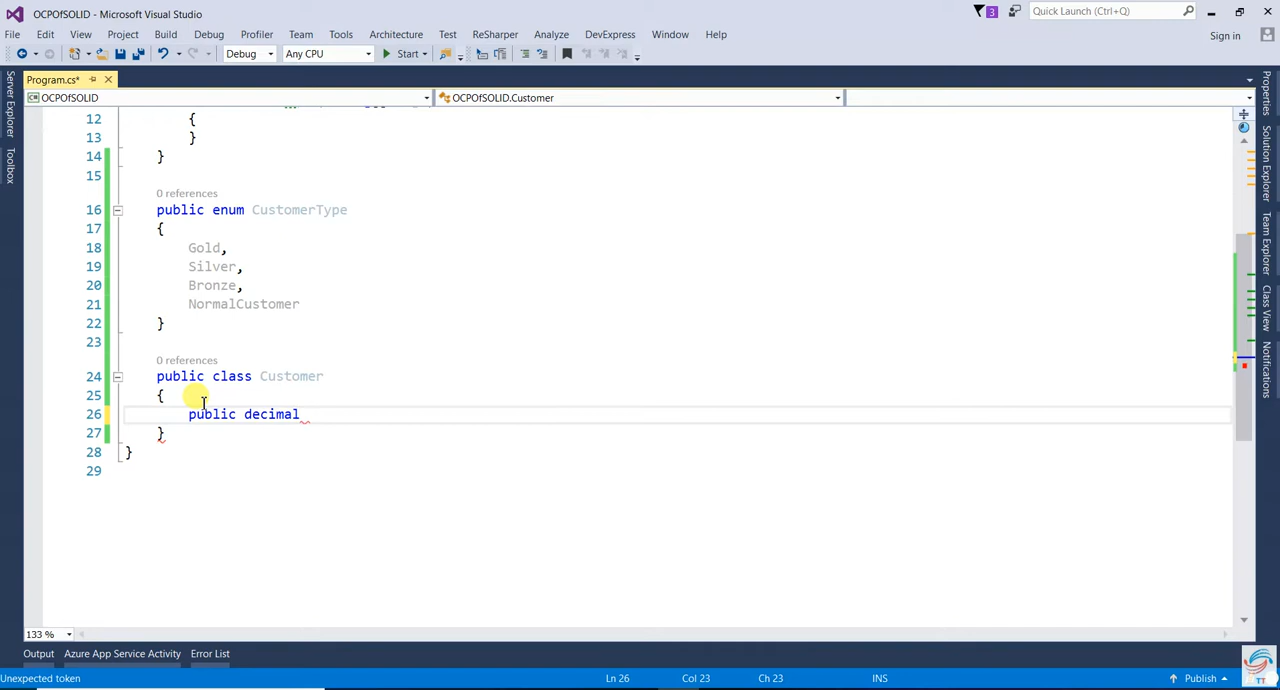 OCPOfSOLID - Microsoft Visual Studio
3
Quick Launch (Ctrl+Q)
File Edit View Project Build Debug Profiler Team Tools Architecture Test ReSharper Analyze DevExpress Window Help
Sign in
Debug Any CPU Start
Program.cs*
OCPOfSOLID OCPOfSOLID.Customer
Server Explorer
Toolbox
12 {
13 }
14 }
15
0 references
16 public enum CustomerType
17 {
18 Gold,
19 Silver,
20 Bronze,
21 NormalCustomer
22 }
23
0 references
24 public class Customer
25 {
26 public decimal
27 }
28 }
29
Properties
Solution Explorer
Team Explorer
Class View
Notifications
133 %
Output Azure App Service Activity Error List
Unexpected token Ln 26 Col 23 Ch 23 INS Publish
TT